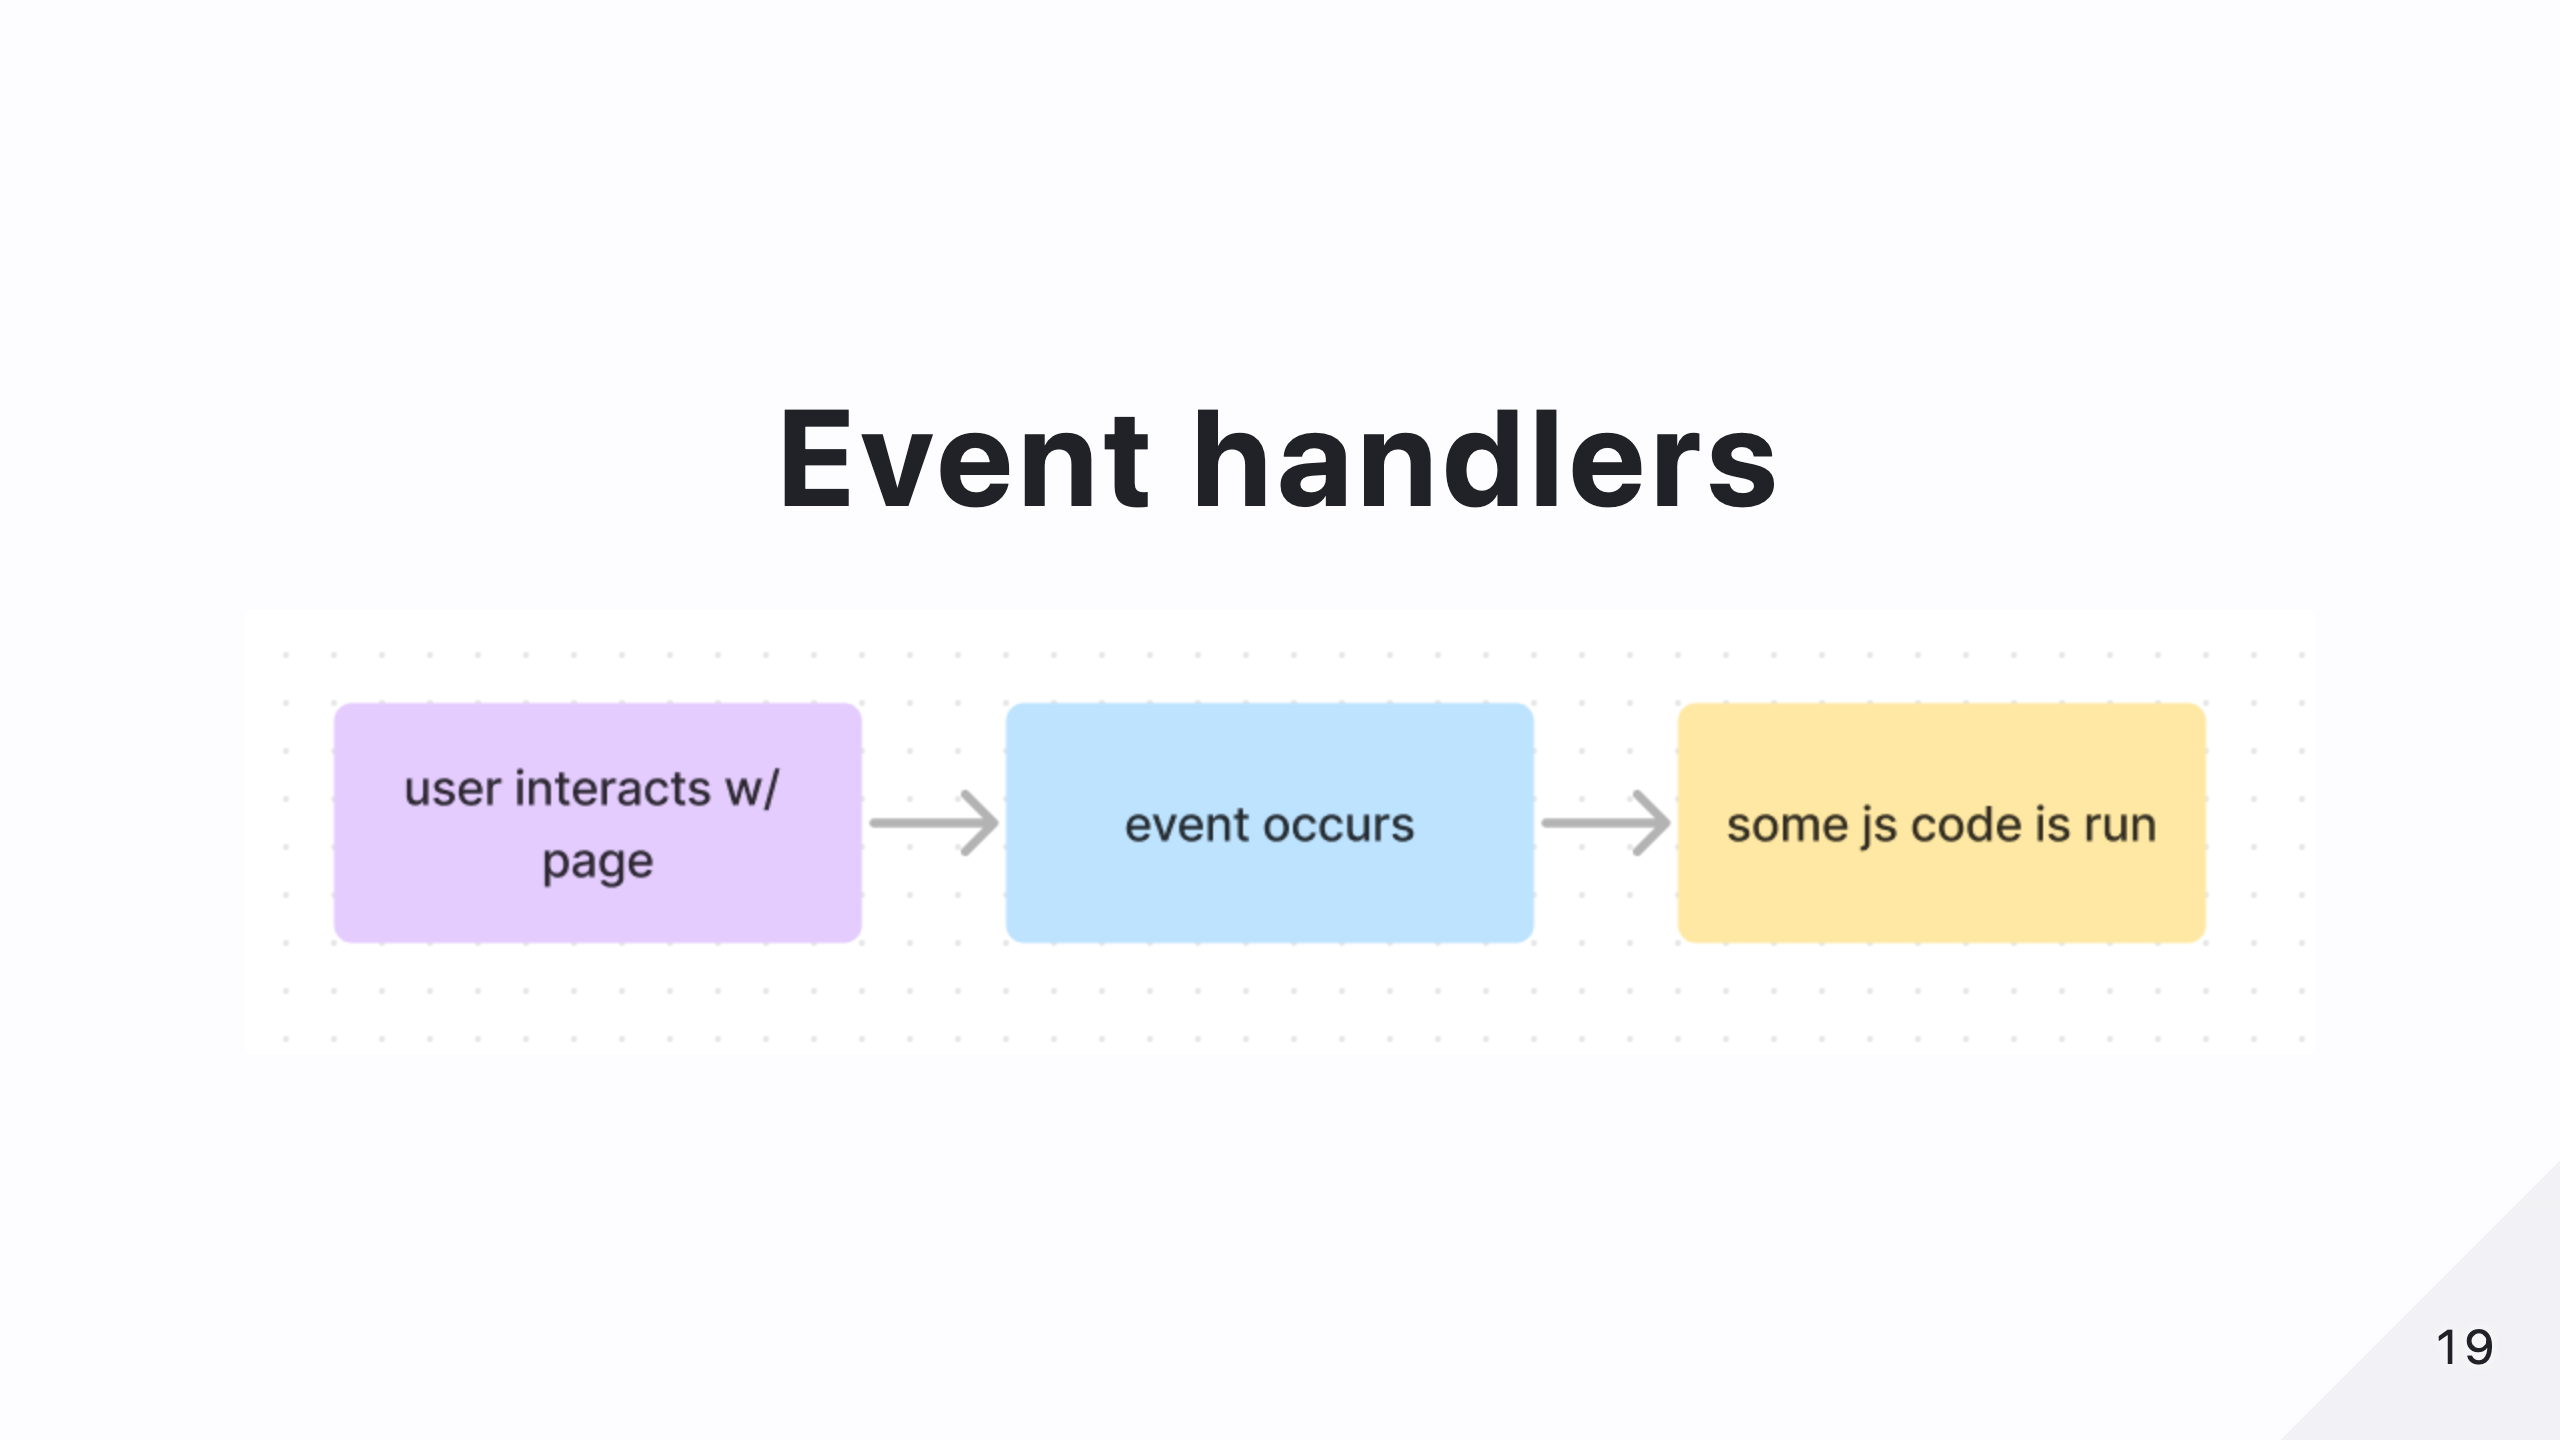 Event handlers
user interacts w/
page
event occurs
some js code is run
19